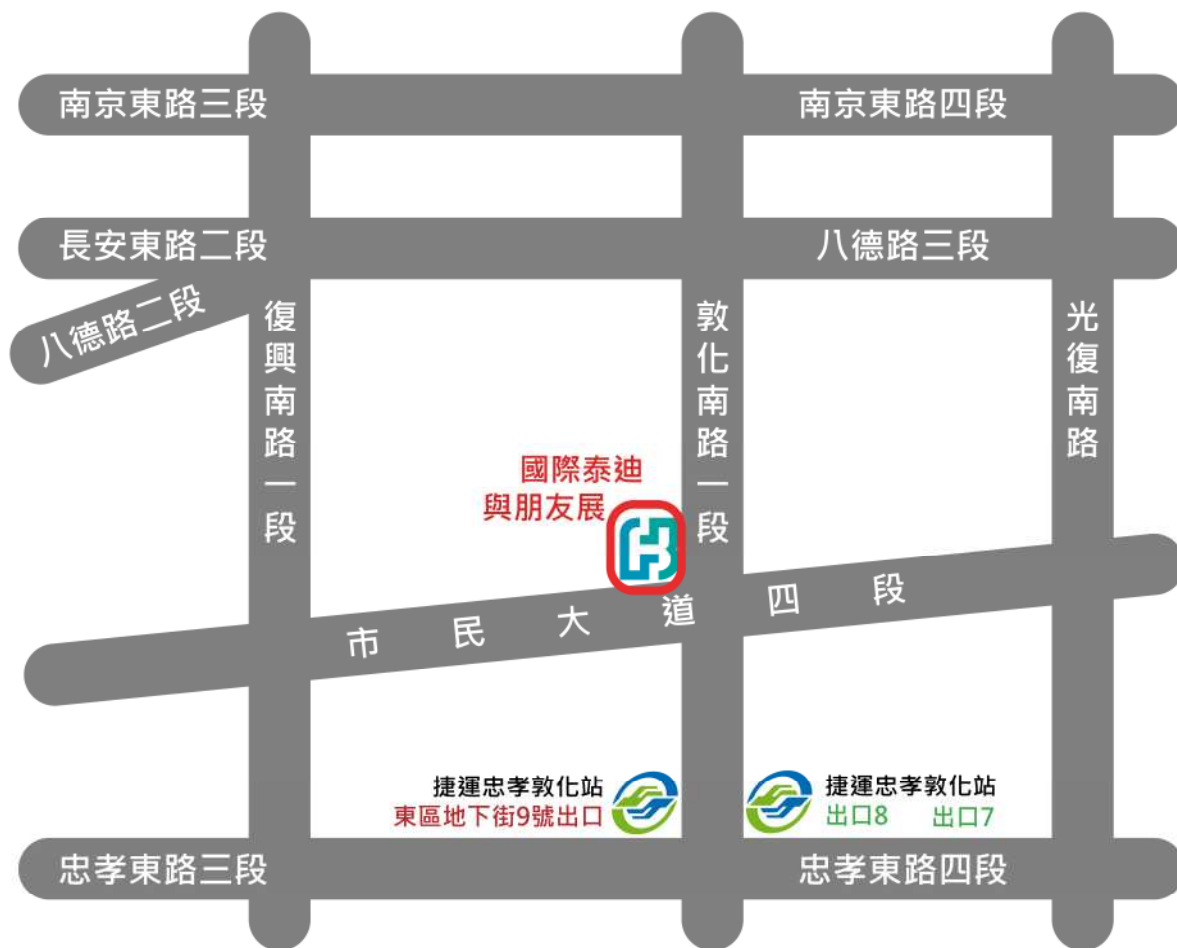 南京東路三段
南京東路四段
長安東路二段
八德路三段
八德路二段
復興南路一段
敦化南路一段
光復南路
國際泰迪
與朋友展
市民大道四段
捷運忠孝敦化站
東區地下街9號出口
捷運忠孝敦化站
出口8 出口7
忠孝東路三段
忠孝東路四段